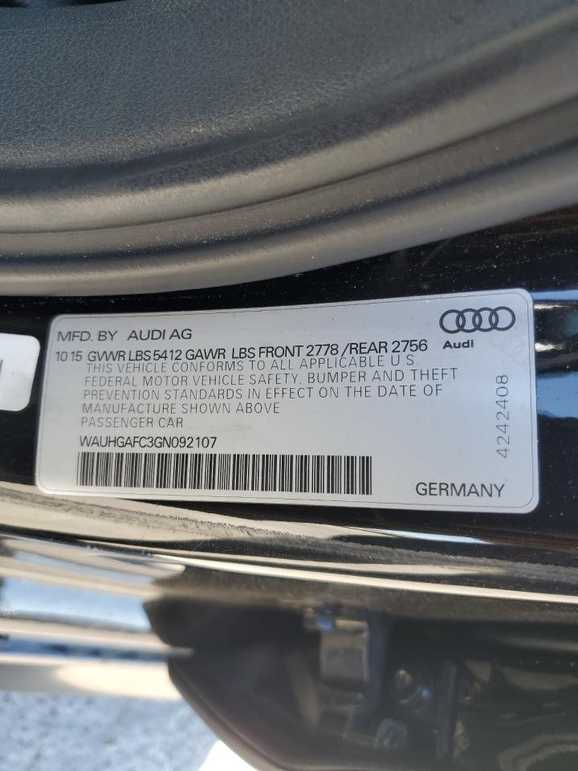 MFD. BY AUDI AG
10 15 GVWR LBS 5412 GAWR LBS FRONT 2778 /REAR 2756
THIS VEHICLE CONFORMS TO ALL APPLICABLE U S
FEDERAL MOTOR VEHICLE SAFETY. BUMPER AND THEFT
PREVENTION STANDARDS IN EFFECT ON THE DATE OF
MANUFACTURE SHOWN ABOVE
PASSENGER CAR
WAUHGAFC3GN092107
GERMANY
Audi
4242408